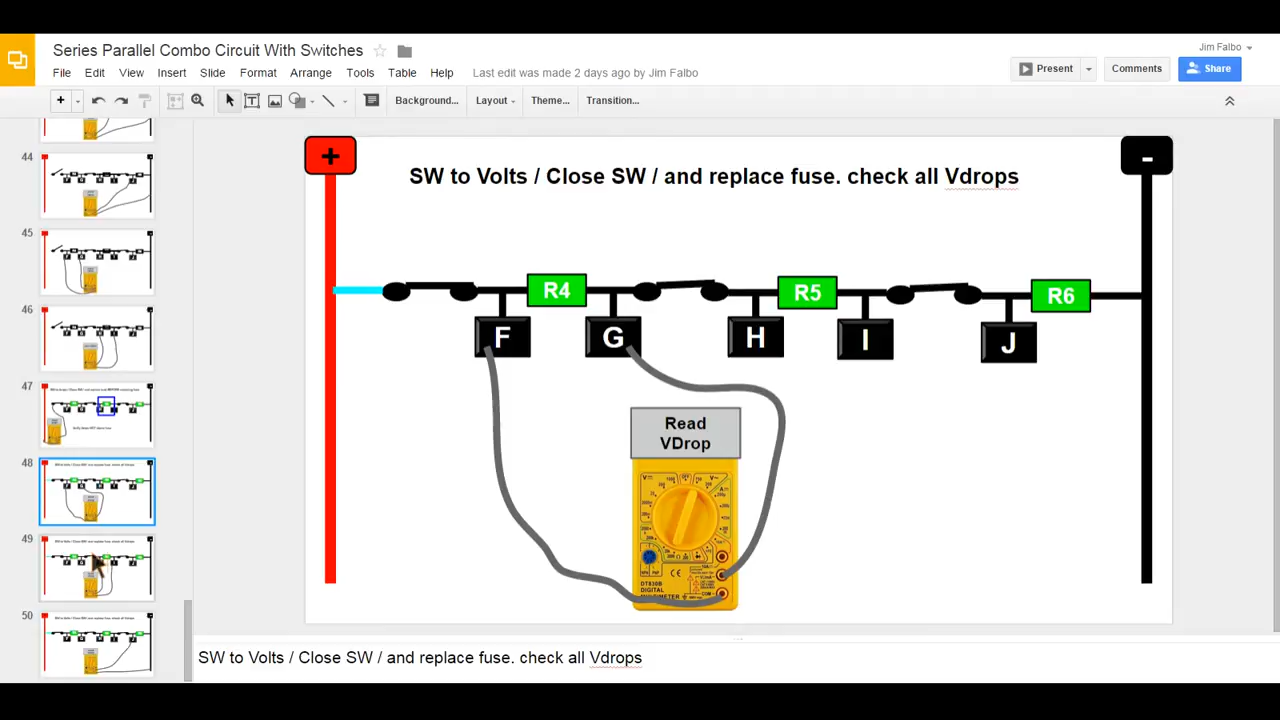 Series Parallel Combo Circuit With Switches
Jim Falbo
File Edit View Insert Slide Format Arrange Tools Table Help Last edit was made 2 days ago by Jim Falbo
Present Comments Share
Background... Layout Theme... Transition...
44
45
46
47
48
49
50
+ -
SW to Volts / Close SW / and replace fuse. check all Vdrops
R4 R5 R6
F G H I J
Read
VDrop
DT830B
DIGITAL
MULTIMETER
COM
SW to Volts / Close SW / and replace fuse. check all Vdrops